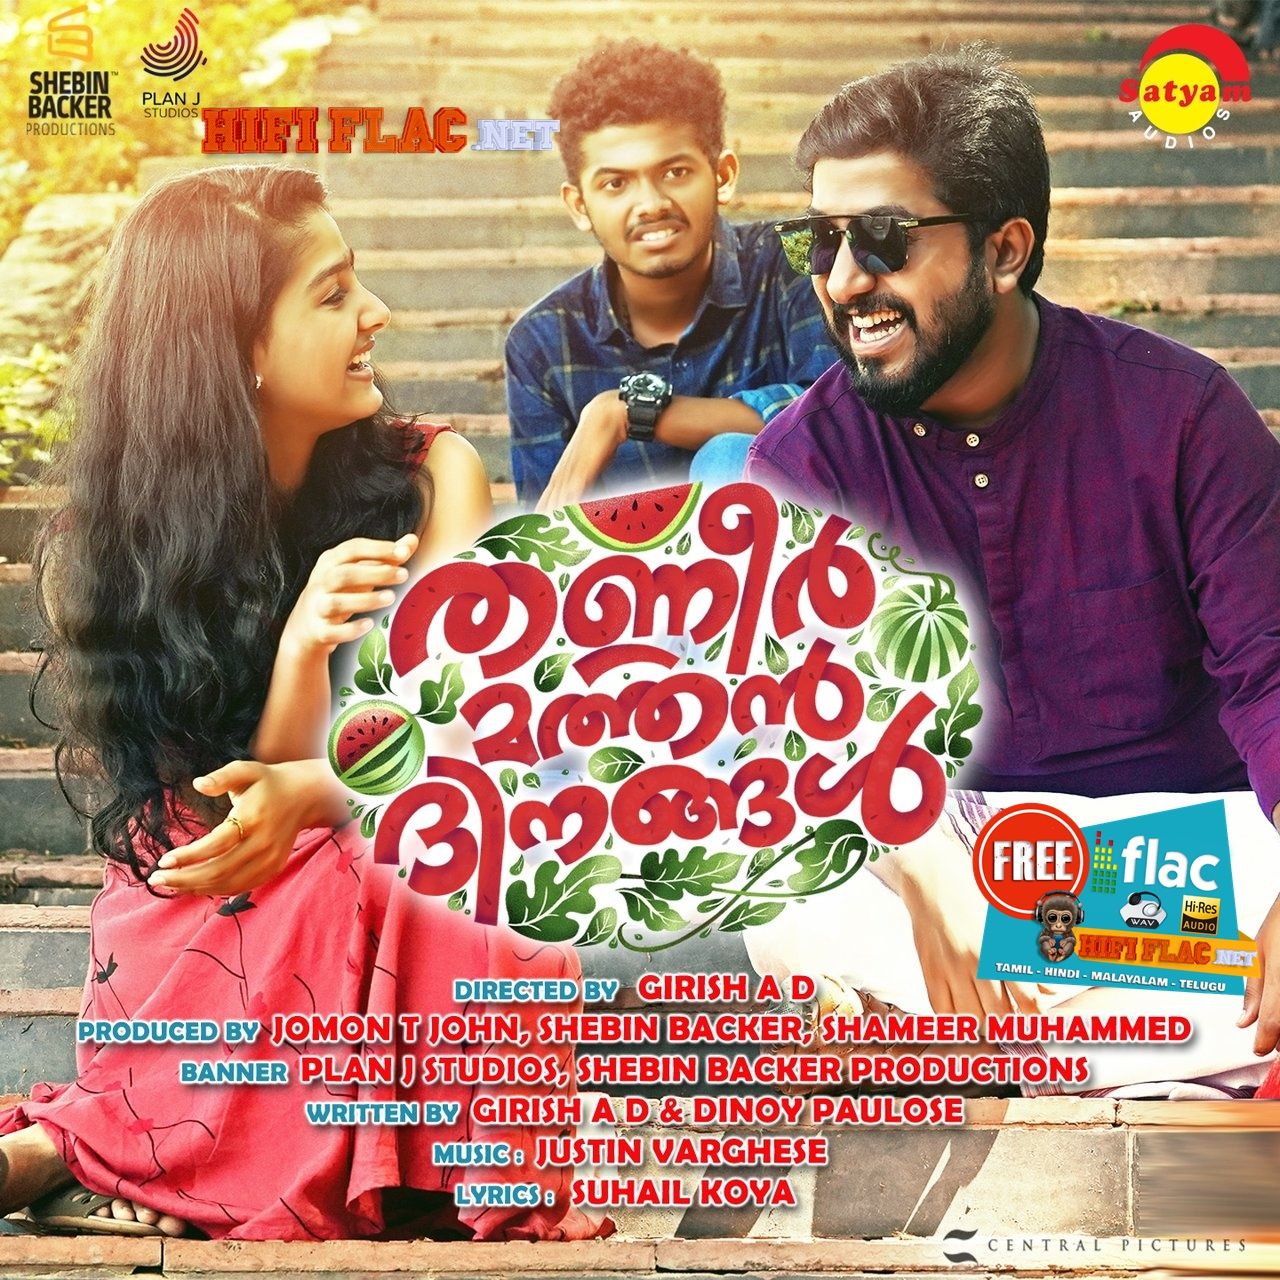 SHEBIN™
BACKER
PRODUCTIONS
PLAN J
STUDIOS
HIFI FLAC.NET
Satyam
AUDIOS
തണ്ണീർ
മത്തൻ
ദിനങ്ങൾ
FREE
flac
WAV
Hi-Res
AUDIO
HIFI FLAC.NET
TAMIL - HINDI - MALAYALAM - TELUGU
DIRECTED BY GIRISH A D
PRODUCED BY JOMON T JOHN, SHEBIN BACKER, SHAMEER MUHAMMED
BANNER PLAN J STUDIOS, SHEBIN BACKER PRODUCTIONS
WRITTEN BY GIRISH A D & DINOY PAULOSE
MUSIC : JUSTIN VARGHESE
LYRICS : SUHAIL KOYA
CENTRAL PICTURES